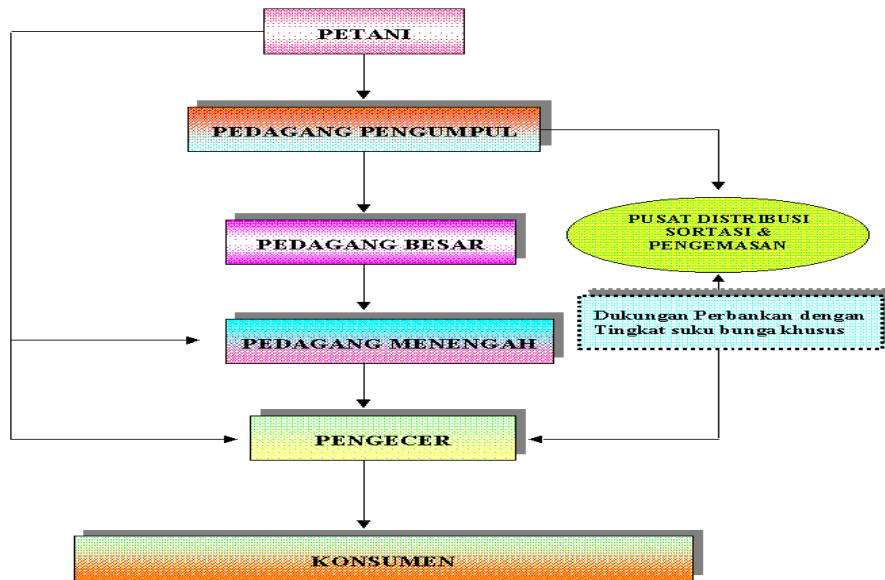 PETANI
PEDAGANG PENGUMPUL
PUSAT DISTRIBUSI
SORTASI &
PENGEMASAN
PEDAGANG BESAR
Dukungan Perbankan dengan
Tingkat suku bunga khusus
PEDAGANG MENENGAH
PENGECER
KONSUMEN